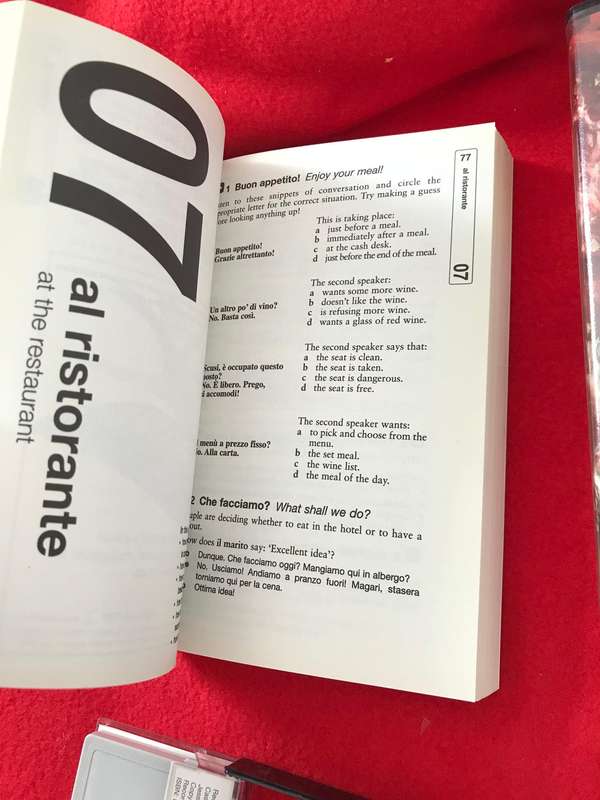 07
al ristorante
at the restaurant
77
al ristorante
07
1 Buon appetito! Enjoy your meal!
to these snippets of conversation and circle the
letter for the correct situation. Try making a guess
looking anything up!
Buon appetito!
Grazie altrettanto!
This is taking place:
a just before a meal.
b immediately after a meal.
c at the cash desk.
d just before the end of the meal.
Un altro po' di vino?
No. Basta così.
The second speaker:
a wants some more wine.
b doesn't like the wine.
c is refusing more wine.
d wants a glass of red wine.
Scusi, è occupato questo
posto?
No. È libero. Prego,
accomodi!
The second speaker says that:
a the seat is clean.
b the seat is taken.
c the seat is dangerous.
d the seat is free.
menù a prezzo fisso?
Alla carta.
The second speaker wants:
a to pick and choose from the
menu.
b the set meal.
c the wine list.
d the meal of the day.
2 Che facciamo? What shall we do?
are deciding whether to eat in the hotel or to have a
out.
does il marito say: 'Excellent idea'?
Dunque. Che facciamo oggi? Mangiamo qui in albergo?
No. Usciamo! Andiamo a pranzo fuori! Magari, stasera
torniamo qui per la cena.
Ottima idea!